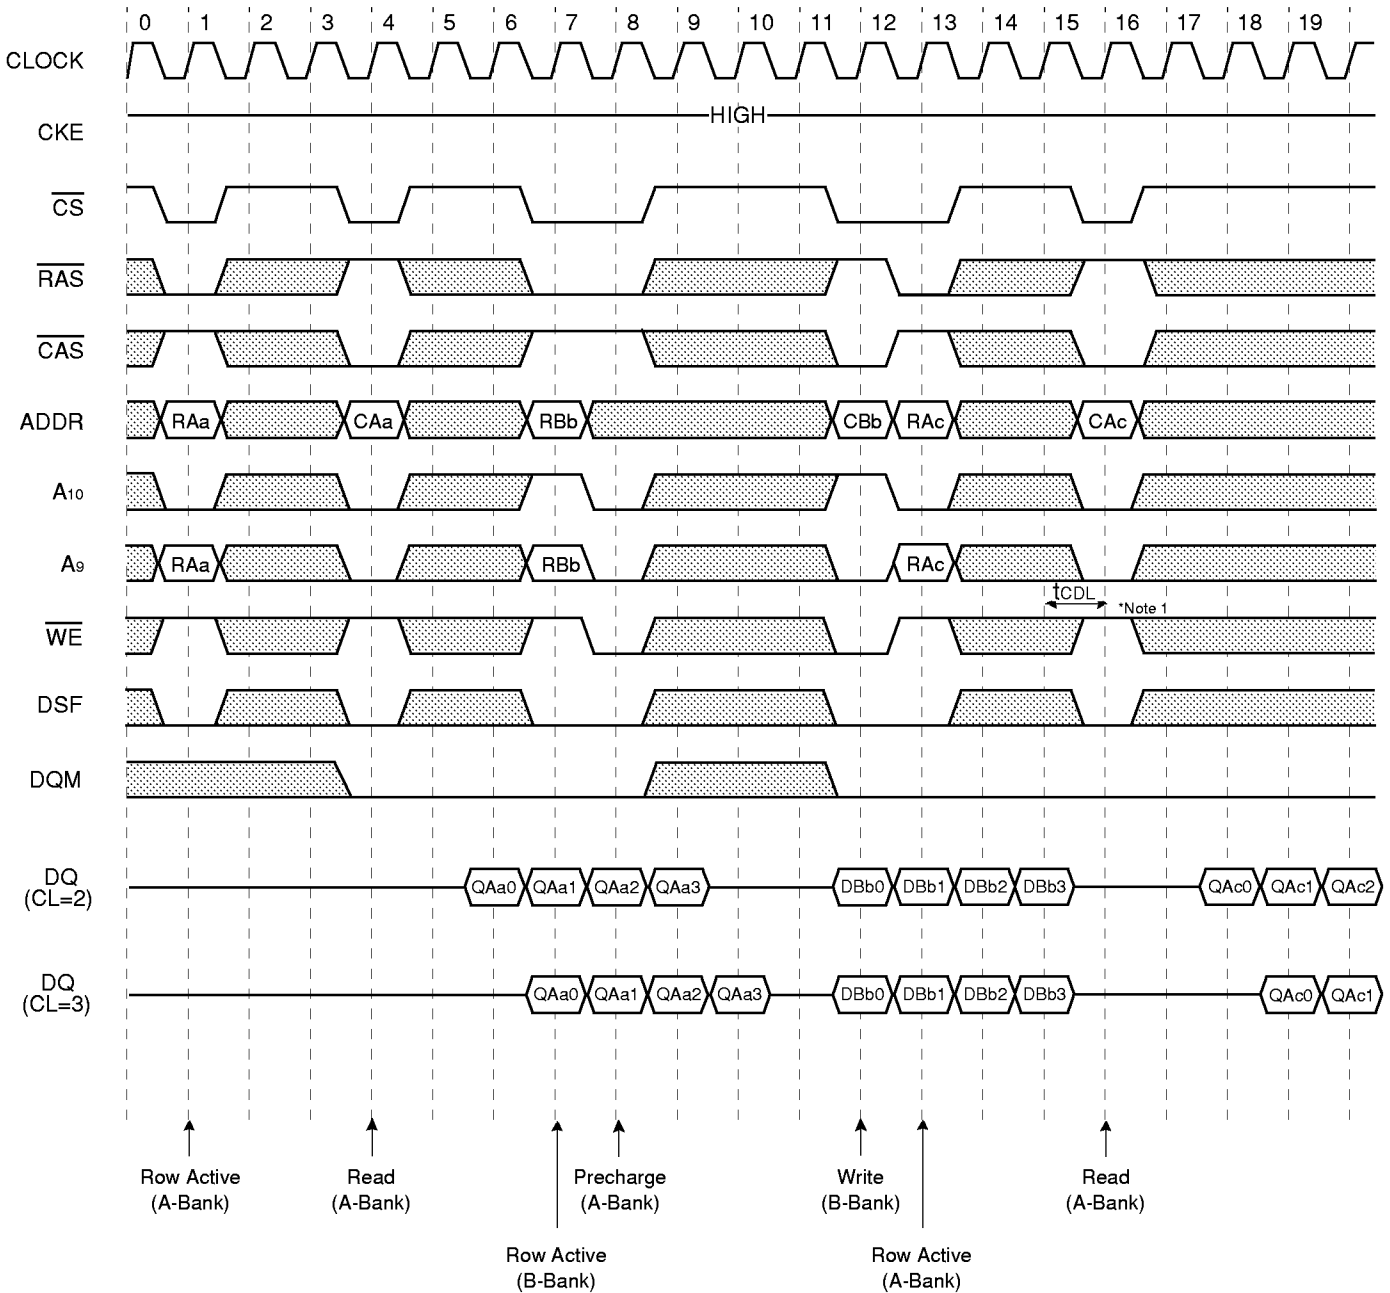 0 1 2 3 4 5 6 7 8 9 10 11 12 13 14 15 16 17 18 19
CLOCK
CKE HIGH
CS
RAS
CAS
ADDR RAa CAa RBb CBb RAc CAc
A10
A9 RAa RBb RAc
tCDL *Note 1
WE
DSF
DQM
DQ
(CL=2) QAa0 QAa1 QAa2 QAa3 DBb0 DBb1 DBb2 DBb3 QAc0 QAc1 QAc2
DQ
(CL=3) QAa0 QAa1 QAa2 QAa3 DBb0 DBb1 DBb2 DBb3 QAc0 QAc1
Row Active Read Precharge Write Read
(A-Bank) (A-Bank) (A-Bank) (B-Bank) (A-Bank)
Row Active Row Active
(B-Bank) (A-Bank)